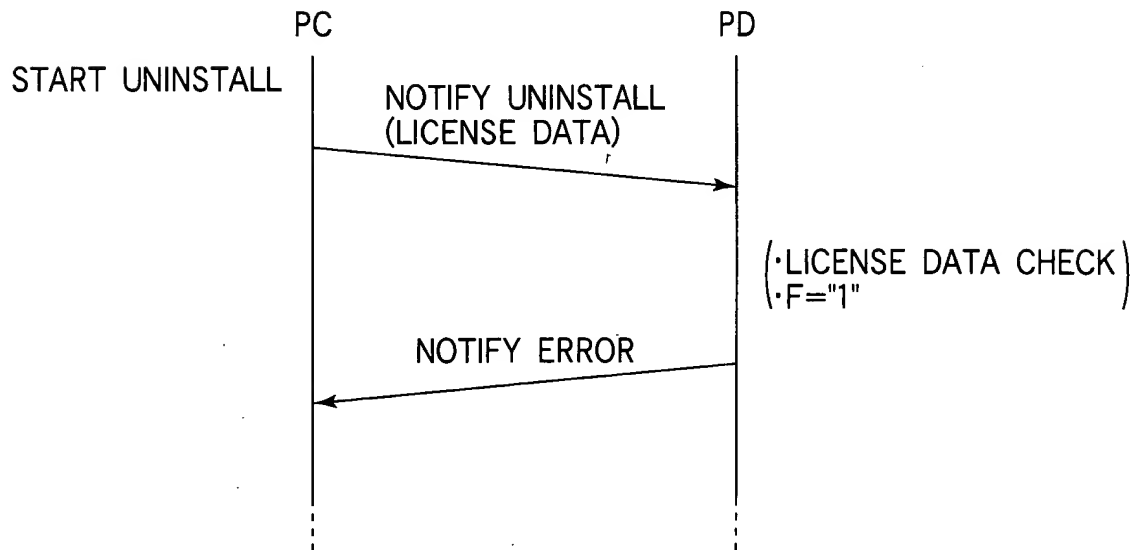 PC
PD
START UNINSTALL
NOTIFY UNINSTALL
(LICENSE DATA)
(·LICENSE DATA CHECK
·F="1")
NOTIFY ERROR